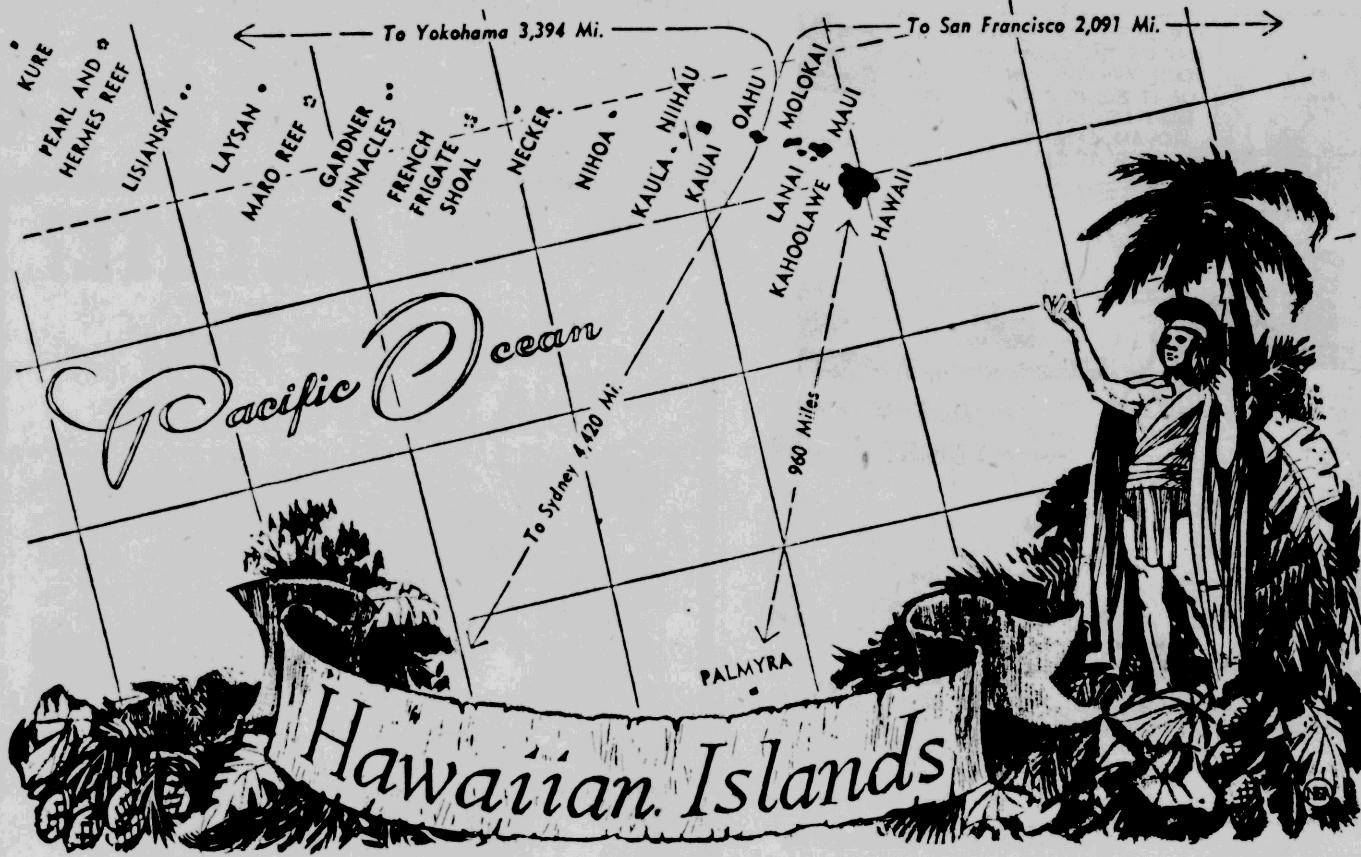 To Yokohama 3,394 Mi.
To San Francisco 2,091 Mi.
KURE
PEARL AND
HERMES REEF
LISIANSKI
LAYSAN
MARO REEF
GARDNER
PINNACLES
FRENCH
FRIGATE
SHOAL
NECKER
NIHOA
KAULA
NIIHAU
KAUAI
OAHU
MOLOKAI
LANAI
KAHOOLAWE
MAUI
HAWAII
Pacific Ocean
To Sydney 4,420 Mi.
960 Miles
PALMYRA
Hawaiian Islands
NEA